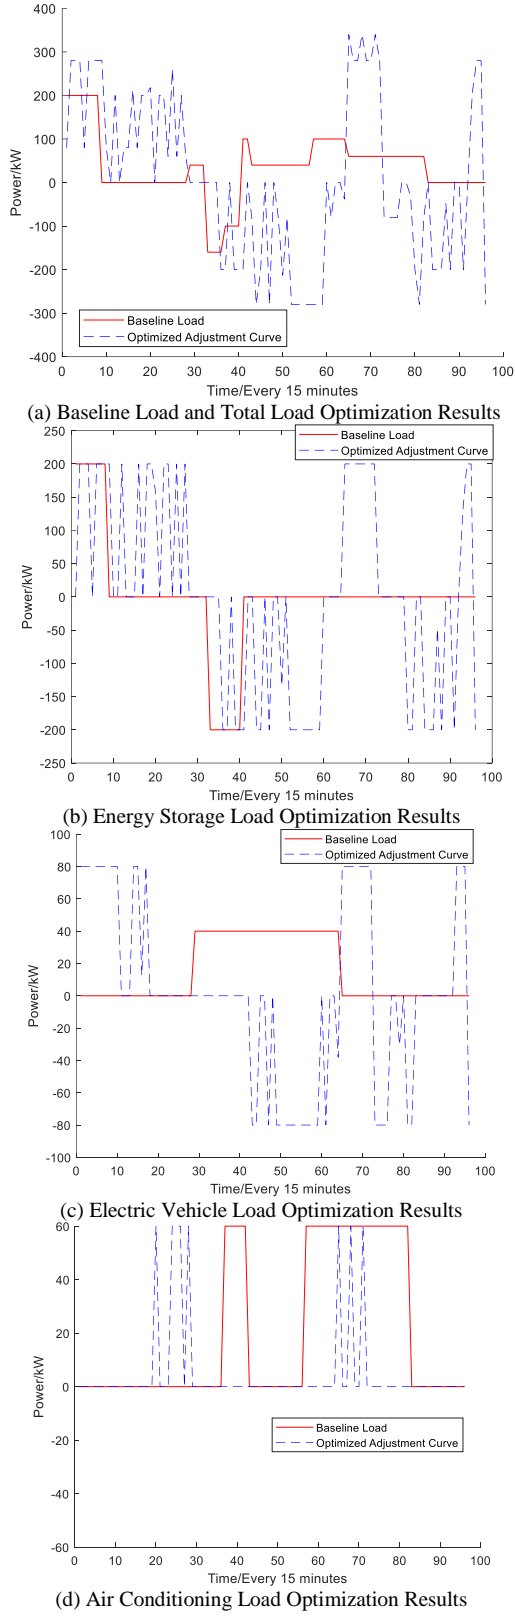 400
300
200
100
0
-100
-200
-300
-400
Power/kW
Baseline Load
Optimized Adjustment Curve
0 10 20 30 40 50 60 70 80 90 100
Time/Every 15 minutes
(a) Baseline Load and Total Load Optimization Results
250
200
150
100
50
0
-50
-100
-150
-200
-250
Power/kW
Baseline Load
Optimized Adjustment Curve
0 10 20 30 40 50 60 70 80 90 100
Time/Every 15 minutes
(b) Energy Storage Load Optimization Results
100
80
60
40
20
0
-20
-40
-60
-80
-100
Power/kW
Baseline Load
Optimized Adjustment Curve
0 10 20 30 40 50 60 70 80 90 100
Time/Every 15 minutes
(c) Electric Vehicle Load Optimization Results
60
40
20
0
-20
-40
-60
Power/kW
Baseline Load
Optimized Adjustment Curve
0 10 20 30 40 50 60 70 80 90 100
Time/Every 15 minutes
(d) Air Conditioning Load Optimization Results